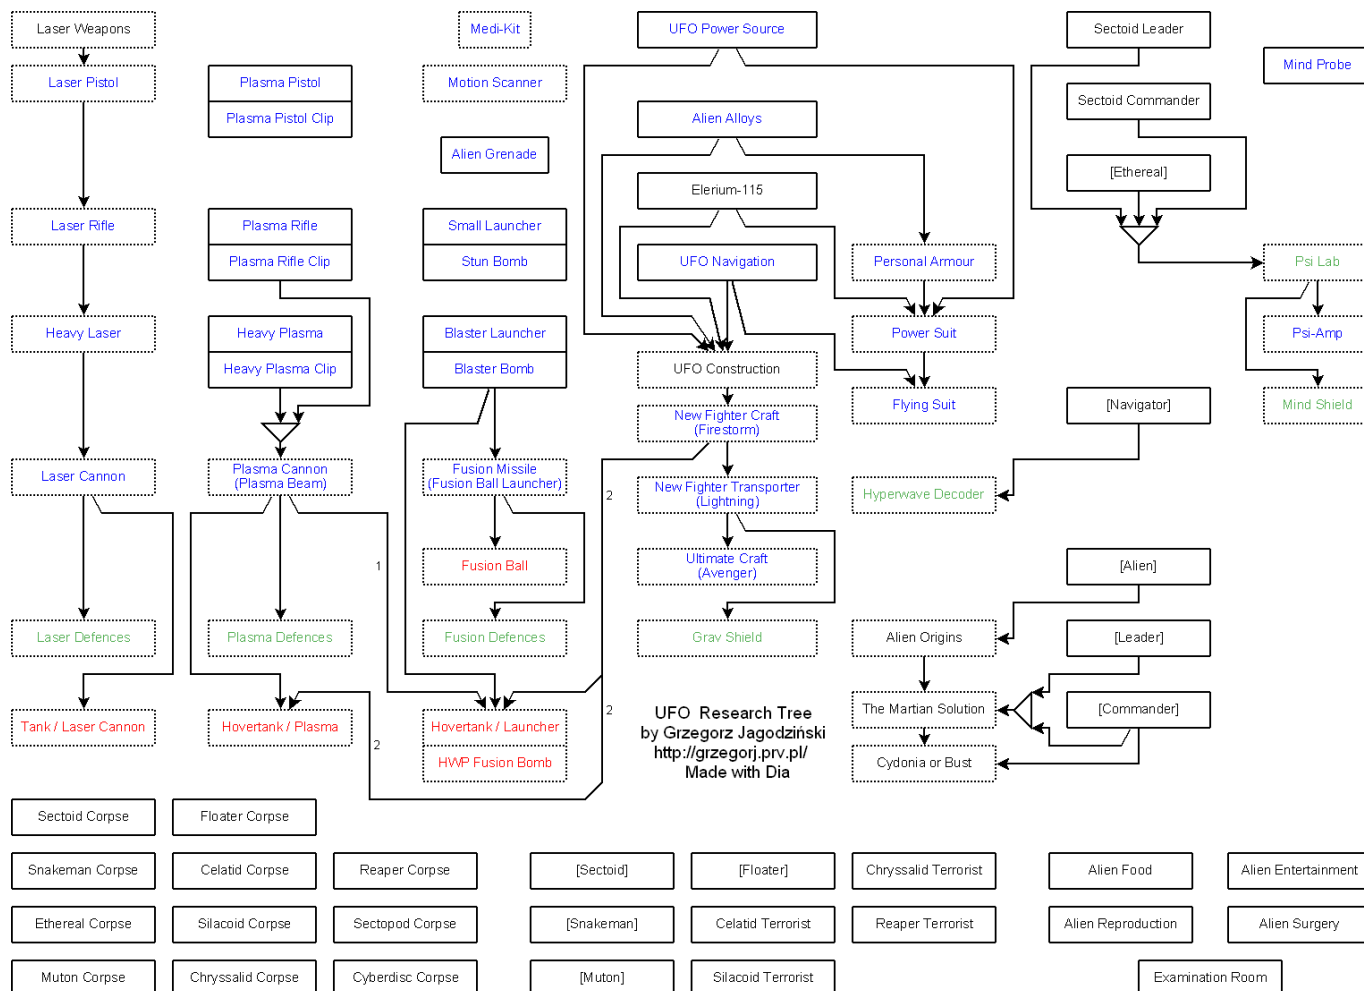 Laser Weapons
Medi-Kit
UFO Power Source
Sectoid Leader
Mind Probe
Laser Pistol
Plasma Pistol
Plasma Pistol Clip
Motion Scanner
Sectoid Commander
Alien Alloys
Alien Grenade
[Ethereal]
Elerium-115
Laser Rifle
Plasma Rifle
Plasma Rifle Clip
Small Launcher
Stun Bomb
UFO Navigation
Personal Armour
Psi Lab
Heavy Laser
Heavy Plasma
Heavy Plasma Clip
Blaster Launcher
Blaster Bomb
Power Suit
Psi-Amp
UFO Construction
Flying Suit
[Navigator]
Mind Shield
New Fighter Craft
(Firestorm)
Laser Cannon
Plasma Cannon
(Plasma Beam)
Fusion Missile
(Fusion Ball Launcher)
2
New Fighter Transporter
(Lightning)
Hyperwave Decoder
1
Fusion Ball
Ultimate Craft
(Avenger)
[Alien]
Laser Defences
Plasma Defences
Fusion Defences
Grav Shield
Alien Origins
[Leader]
Tank / Laser Cannon
Hovertank / Plasma
2
Hovertank / Launcher
HWP Fusion Bomb
2
UFO Research Tree
by Grzegorz Jagodziński
http://grzegorj.prv.pl/
Made with Dia
The Martian Solution
[Commander]
Cydonia or Bust
Sectoid Corpse
Floater Corpse
Snakeman Corpse
Celatid Corpse
Reaper Corpse
[Sectoid]
[Floater]
Chryssalid Terrorist
Alien Food
Alien Entertainment
Ethereal Corpse
Silacoid Corpse
Sectopod Corpse
[Snakeman]
Celatid Terrorist
Reaper Terrorist
Alien Reproduction
Alien Surgery
Muton Corpse
Chryssalid Corpse
Cyberdisc Corpse
[Muton]
Silacoid Terrorist
Examination Room